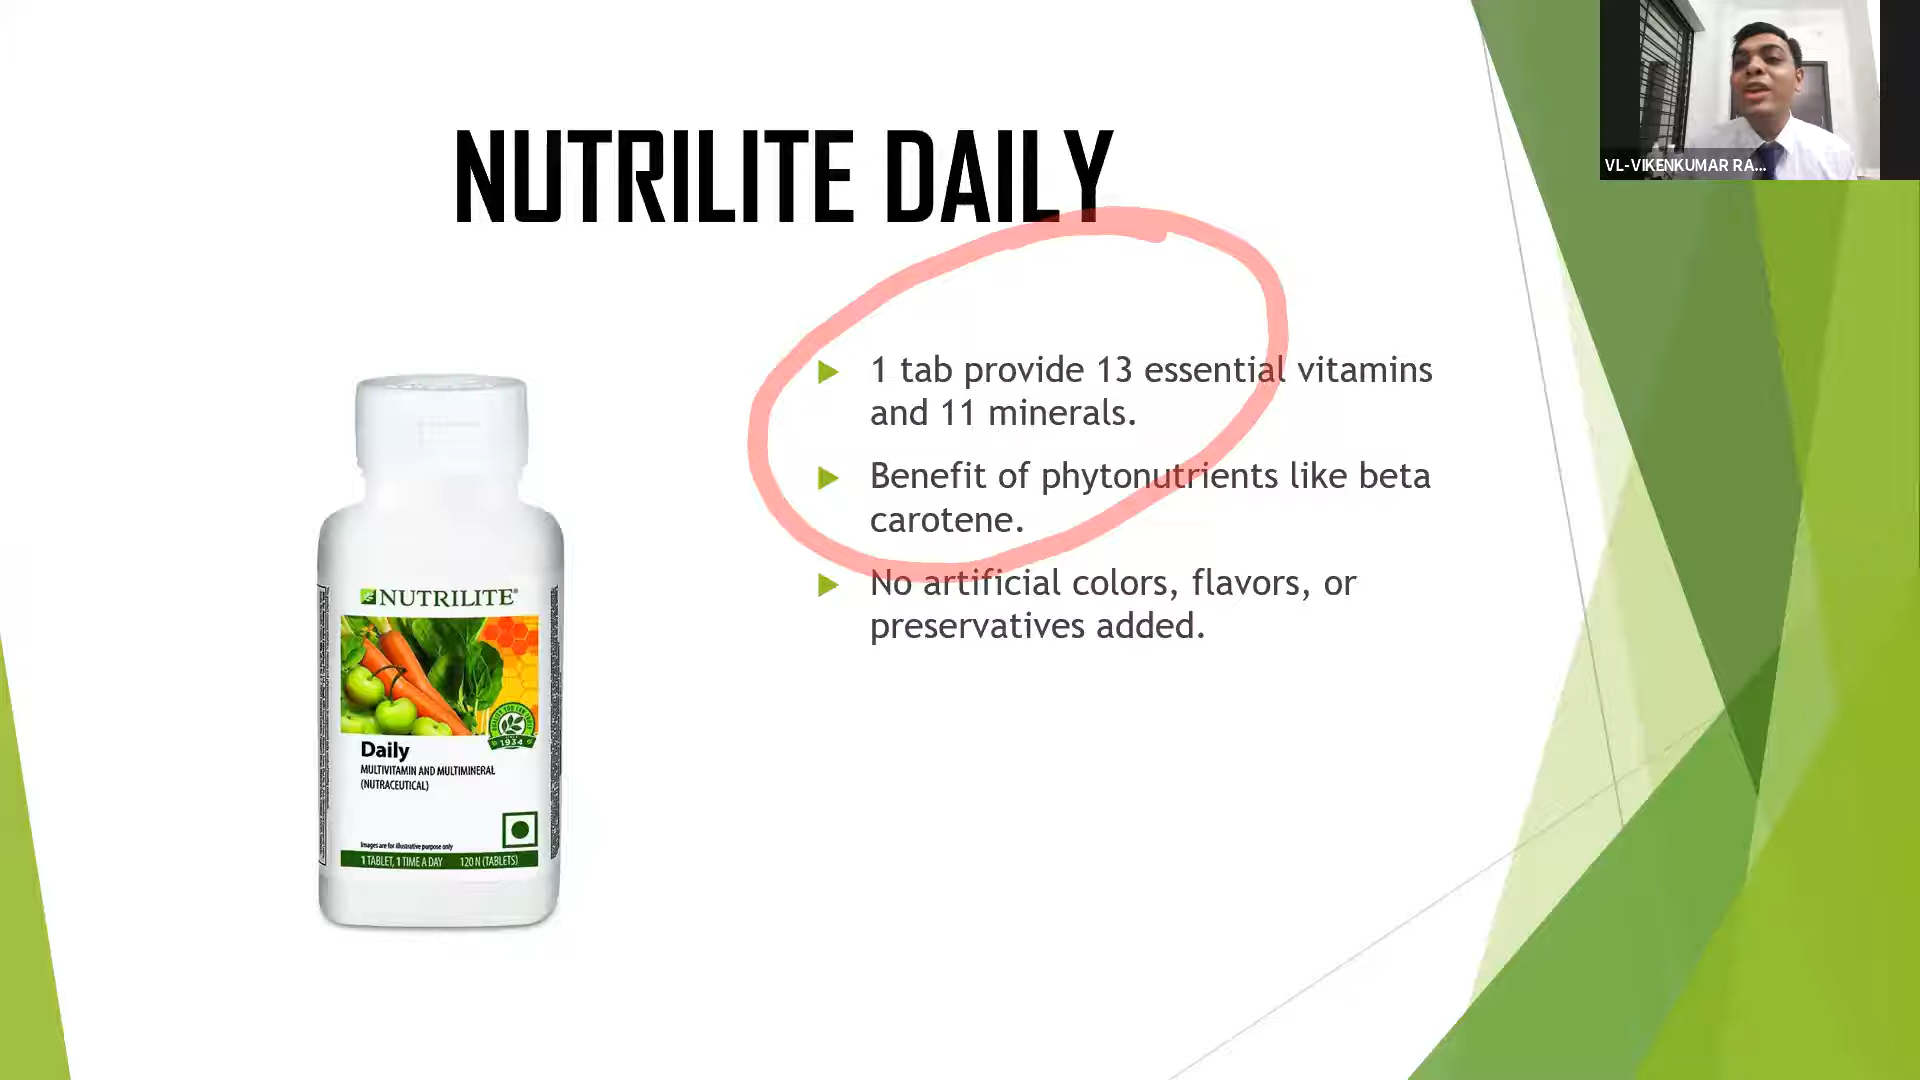 VL-VIKENKUMAR RA...
NUTRILITE DAILY
1 tab provide 13 essential vitamins
and 11 minerals.
Benefit of phytonutrients like beta
carotene.
No artificial colors, flavors, or
preservatives added.
NUTRILITE®
1934
Daily
MULTIVITAMIN AND MULTIMINERAL
(NUTRACEUTICAL)
Images are for illustrative purpose only
1 TABLET, 1 TIME A DAY 120 N (TABLETS)